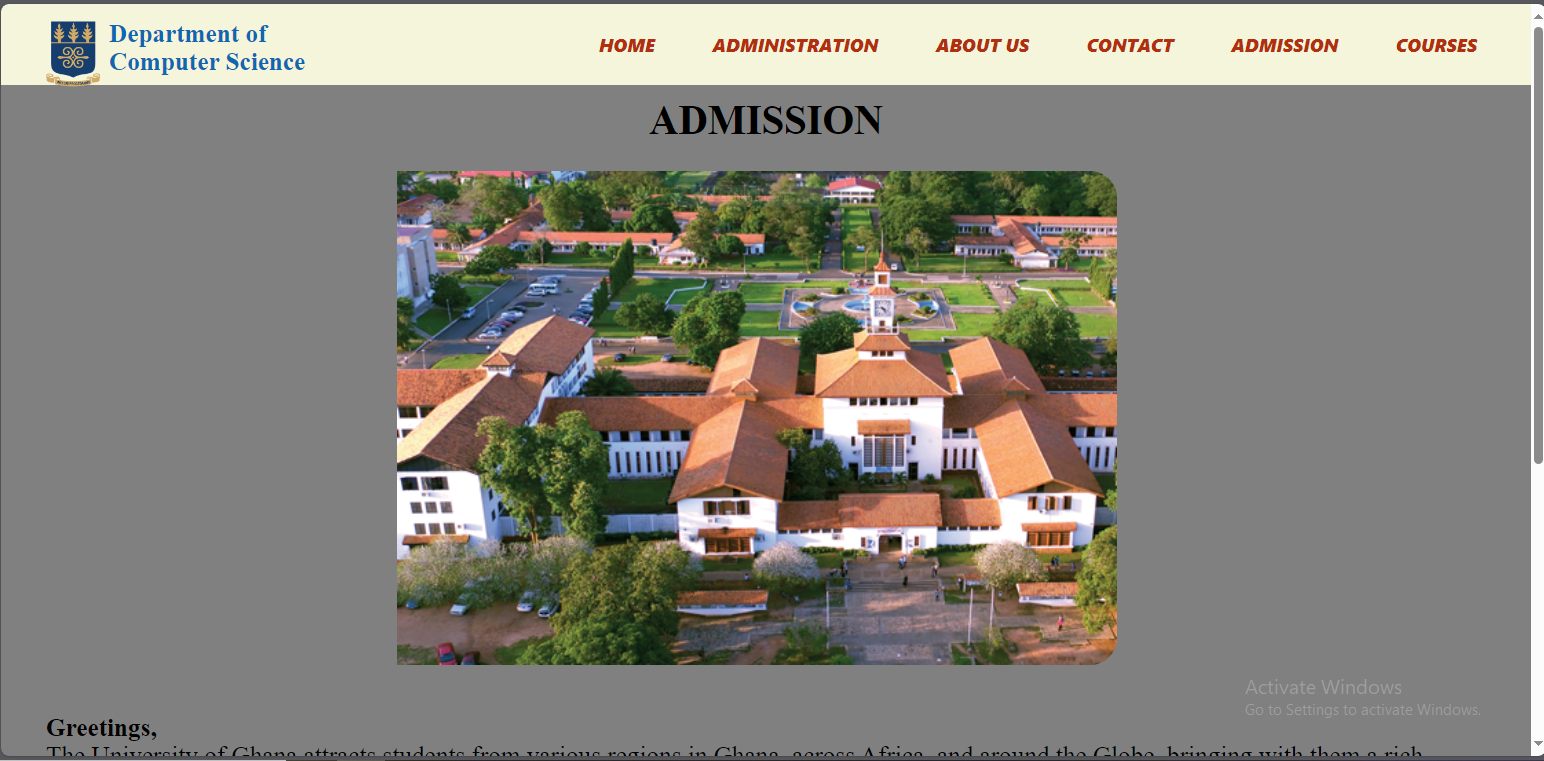 Department of
Computer Science
HOME ADMINISTRATION ABOUT US CONTACT ADMISSION COURSES
ADMISSION
Activate Windows
Go to Settings to activate Windows.
Greetings,
The University of Ghana attracts students from various regions in Ghana, across Africa, and around the Globe, bringing with them a rich